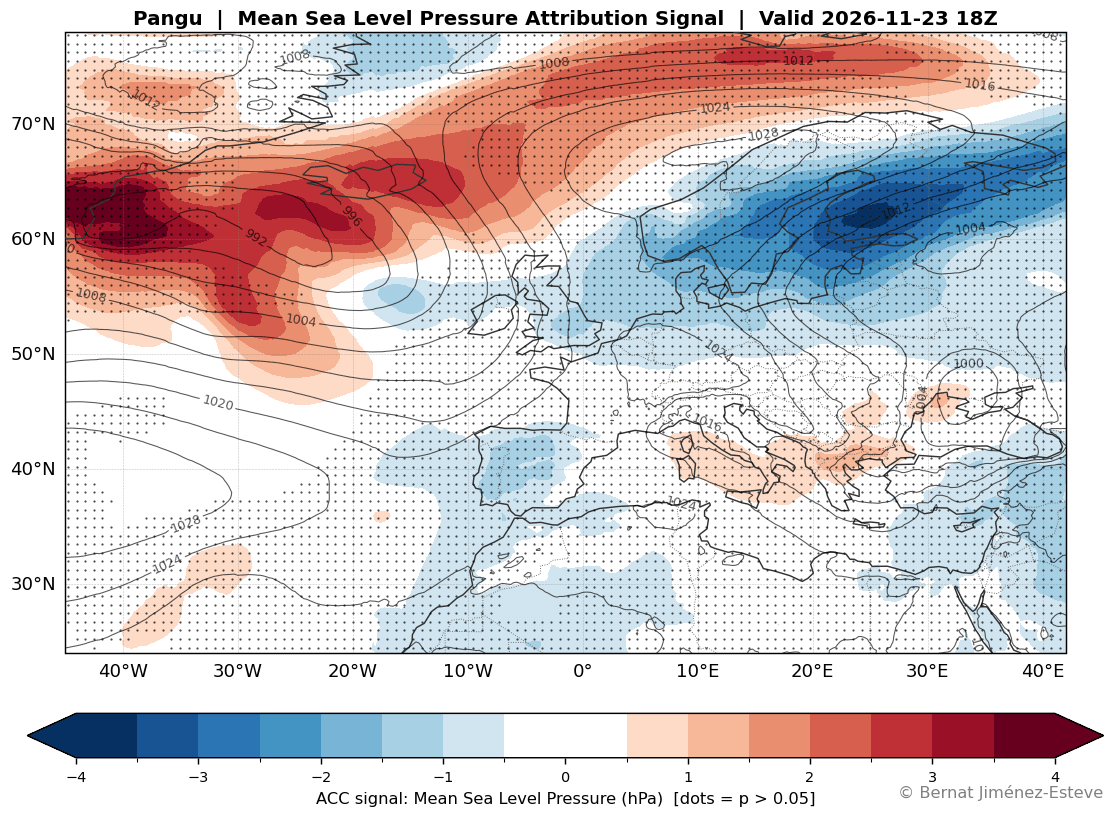 Pangu | Mean Sea Level Pressure Attribution Signal | Valid 2026-11-23 18Z
1008
1008
1008
1012
1012
1016
1024
1028
70°N
996
1012
60°N
992
1004
1008
1004
50°N
1024
1000
1020
1004
1016
40°N
1024
1028
1024
30°N
40°W 30°W 20°W 10°W 0° 10°E 20°E 30°E 40°E
−4 −3 −2 −1 0 1 2 3 4
ACC signal: Mean Sea Level Pressure (hPa) [dots = p > 0.05]
© Bernat Jiménez-Esteve